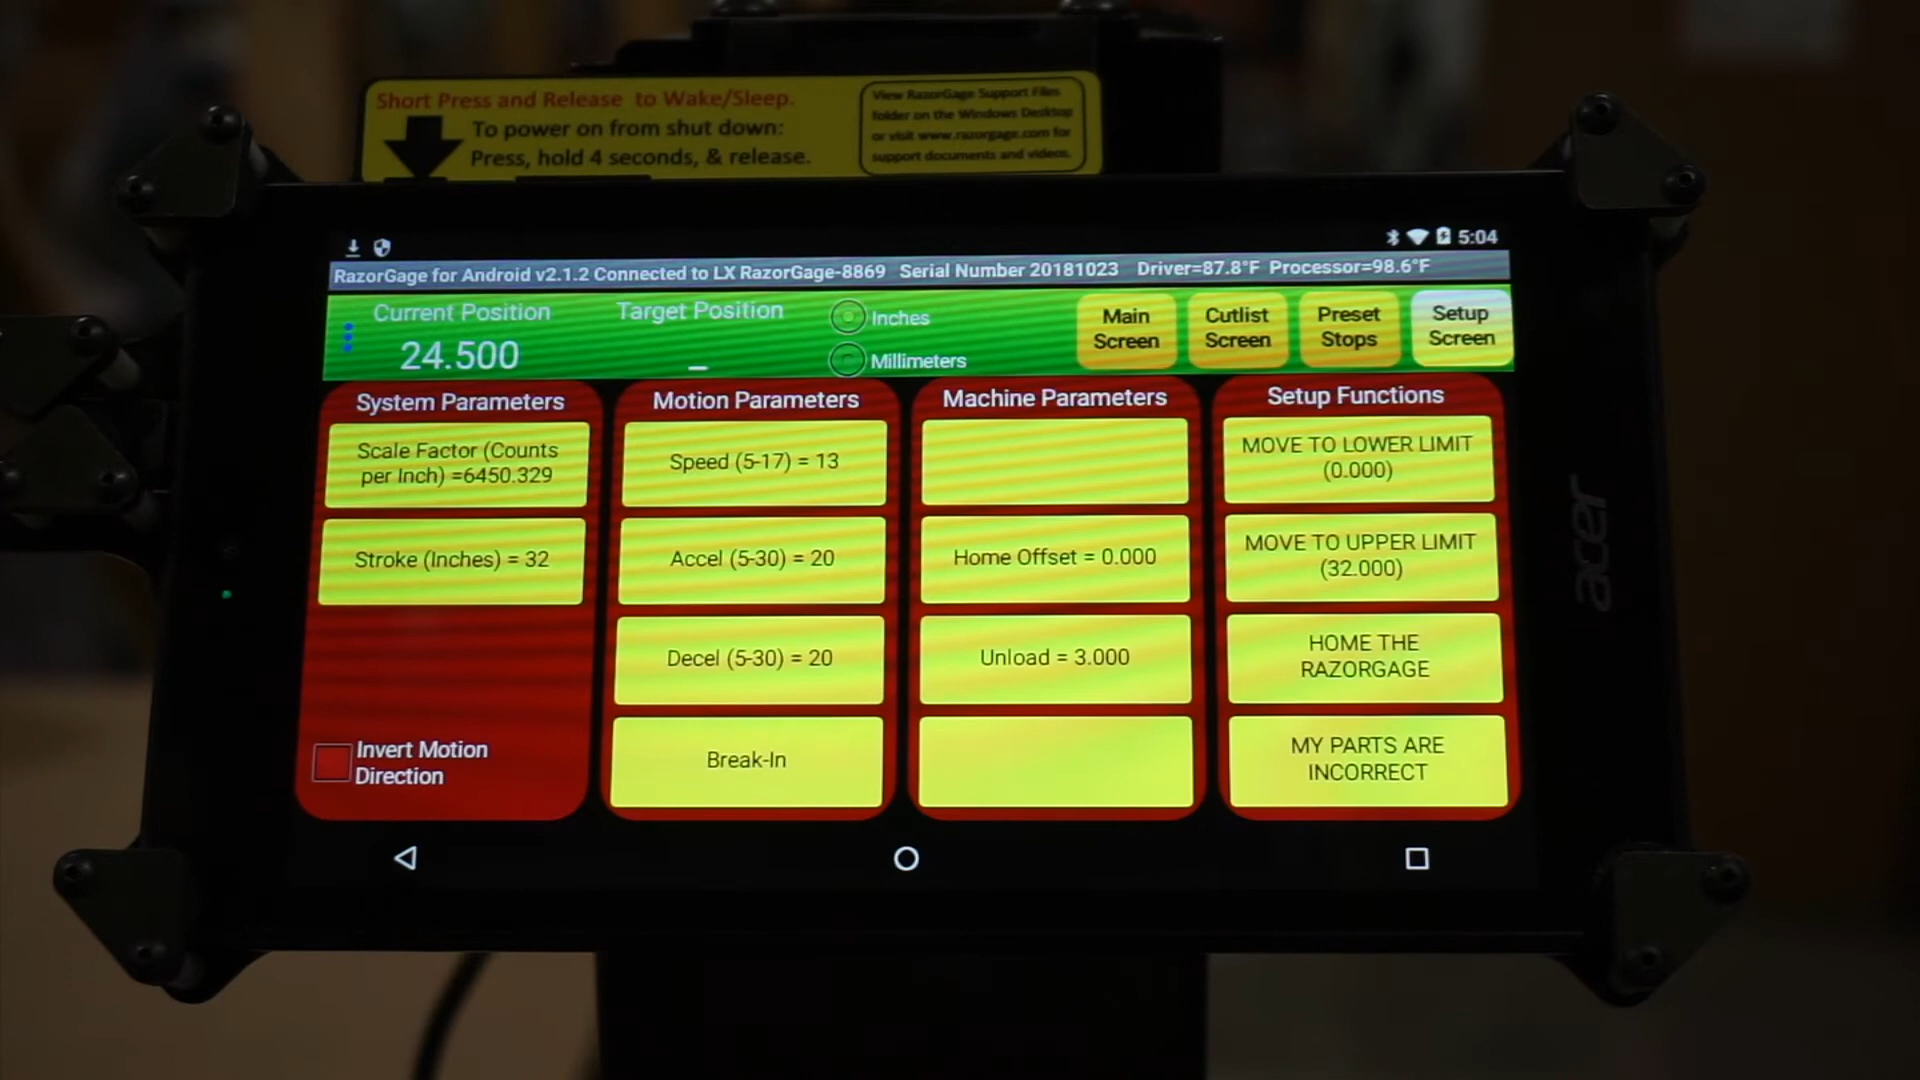 Short Press and Release to Wake/Sleep.
To power on from shut down:
Press, hold 4 seconds, & release.
View RazorGage Support Files
folder on the Windows Desktop
or visit www.razorgage.com for
support documents and videos.
5:04
RazorGage for Android v2.1.2 Connected to LX RazorGage-8869 Serial Number 20181023 Driver=87.8°F Processor=98.6°F
Current Position
24.500
Target Position
_
Inches
Millimeters
Main
Screen
Cutlist
Screen
Preset
Stops
Setup
Screen
System Parameters
Scale Factor (Counts
per Inch) =6450.329
Stroke (Inches) = 32
Invert Motion
Direction
Motion Parameters
Speed (5-17) = 13
Accel (5-30) = 20
Decel (5-30) = 20
Break-In
Machine Parameters
Home Offset = 0.000
Unload = 3.000
Setup Functions
MOVE TO LOWER LIMIT
(0.000)
MOVE TO UPPER LIMIT
(32.000)
HOME THE
RAZORGAGE
MY PARTS ARE
INCORRECT
acer